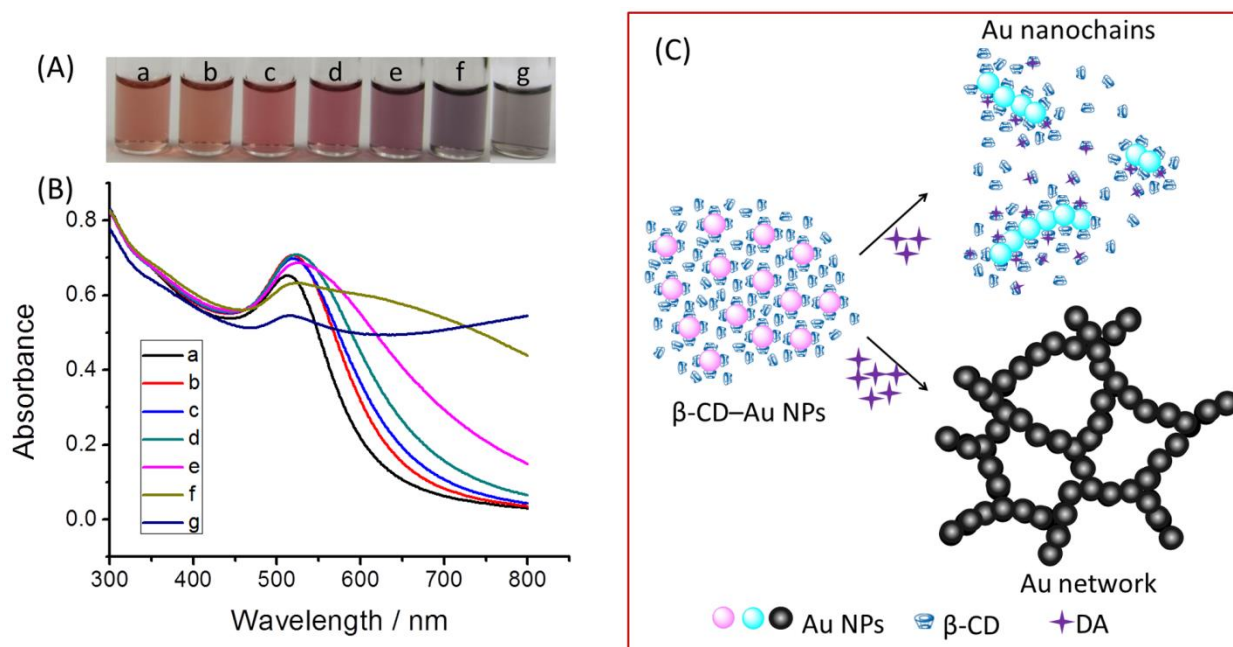 (A)
a b c d e f g
(B)
0.8
0.6
0.4
0.2
0.0
Absorbance
a
b
c
d
e
f
g
300 400 500 600 700 800
Wavelength / nm
(C)
Au nanochains
β-CD–Au NPs
Au network
Au NPs β-CD DA